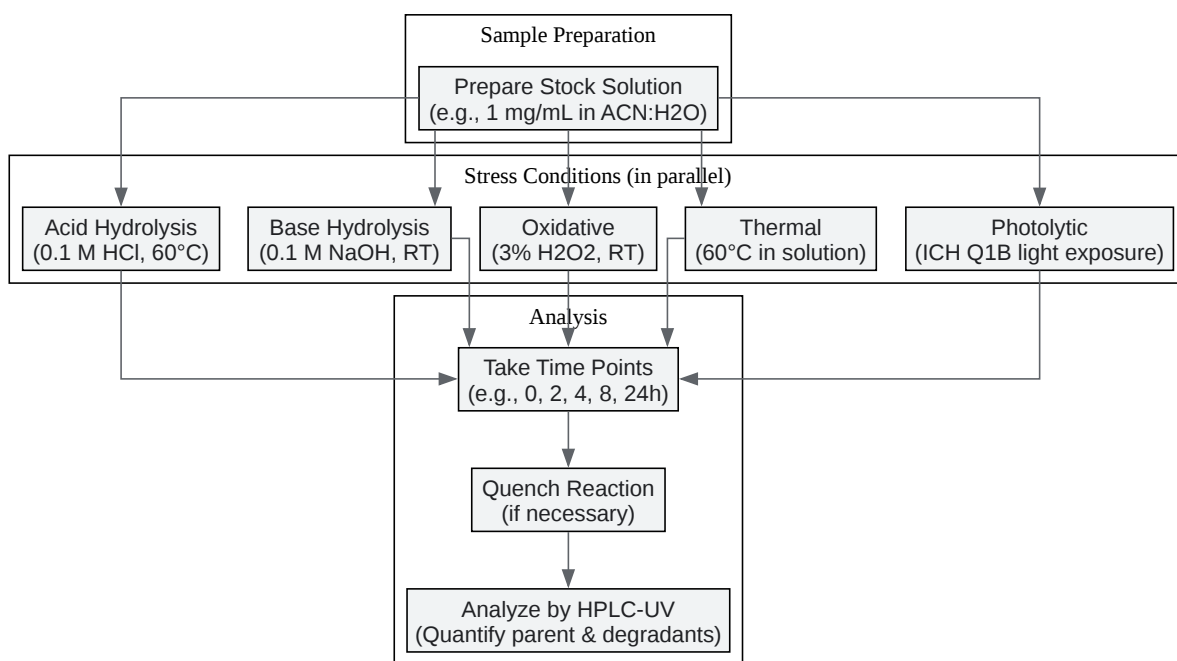 Sample Preparation
Prepare Stock Solution
(e.g., 1 mg/mL in ACN:H2O)
Stress Conditions (in parallel)
Acid Hydrolysis
(0.1 M HCl, 60°C)
Base Hydrolysis
(0.1 M NaOH, RT)
Oxidative
(3% H2O2, RT)
Thermal
(60°C in solution)
Photolytic
(ICH Q1B light exposure)
Analysis
Take Time Points
(e.g., 0, 2, 4, 8, 24h)
Quench Reaction
(if necessary)
Analyze by HPLC-UV
(Quantify parent & degradants)